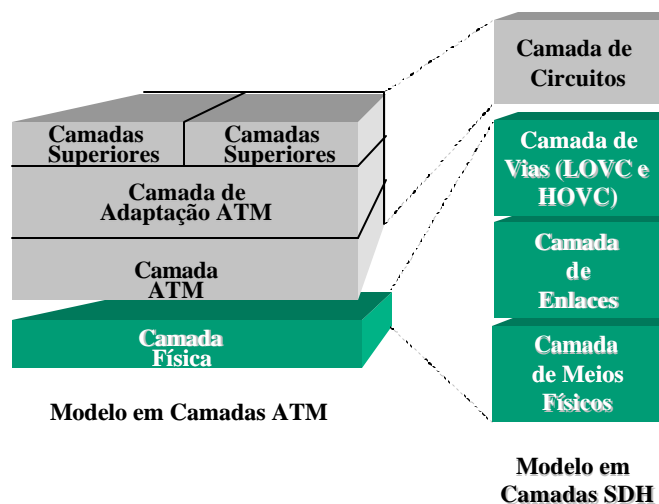 Camadas
Superiores
Camadas
Superiores
Camada de
Adaptação ATM
Camada
ATM
Camada
Física
Modelo em Camadas ATM
Camada de
Circuitos
Camada de
Vias (LOVC e
HOVC)
Camada
de
Enlaces
Camada
de Meios
Físicos
Modelo em
Camadas SDH